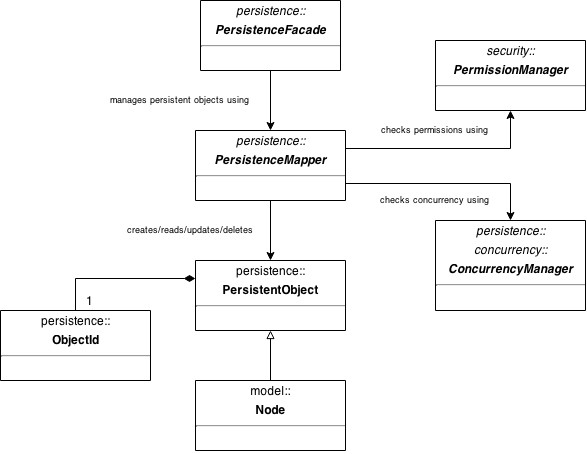 persistence::
PersistenceFacade
manages persistent objects using
security::
PermissionManager
checks permissions using
persistence::
PersistenceMapper
checks concurrency using
creates/reads/updates/deletes
persistence::
concurrency::
ConcurrencyManager
persistence::
PersistentObject
1
persistence::
ObjectId
model::
Node